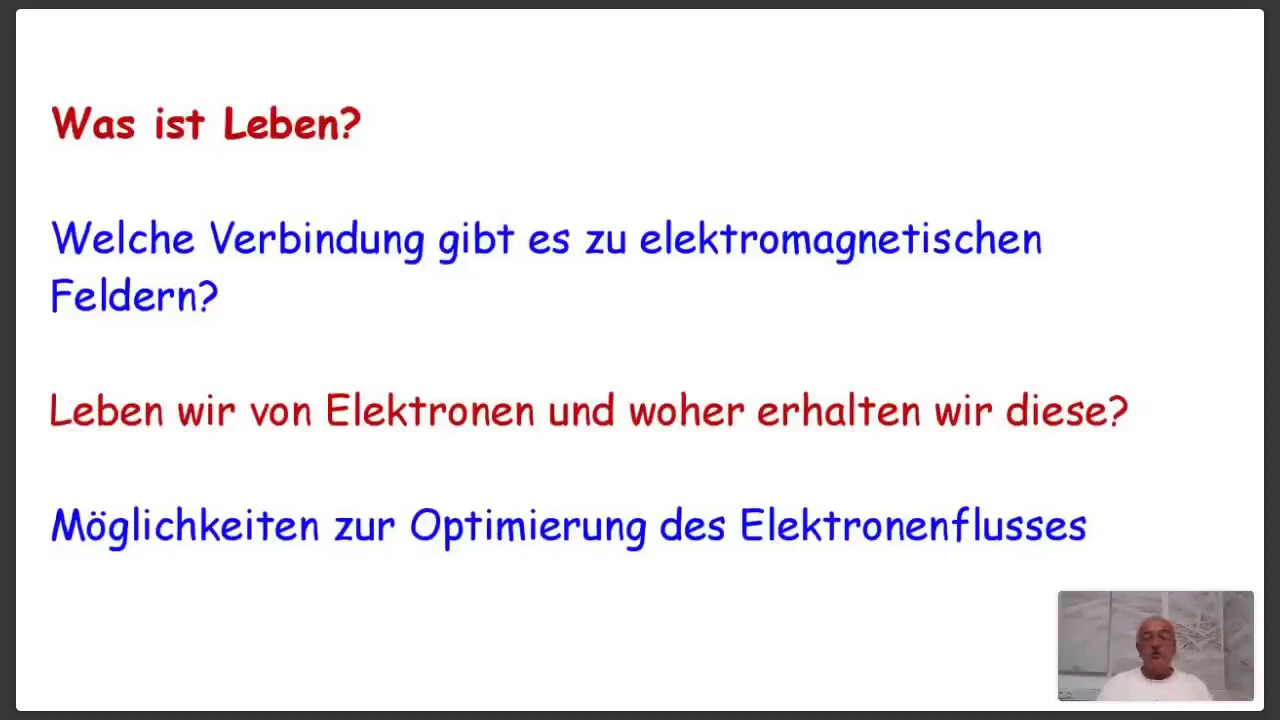 Was ist Leben?
Welche Verbindung gibt es zu elektromagnetischen
Feldern?
Leben wir von Elektronen und woher erhalten wir diese?
Möglichkeiten zur Optimierung des Elektronenflusses